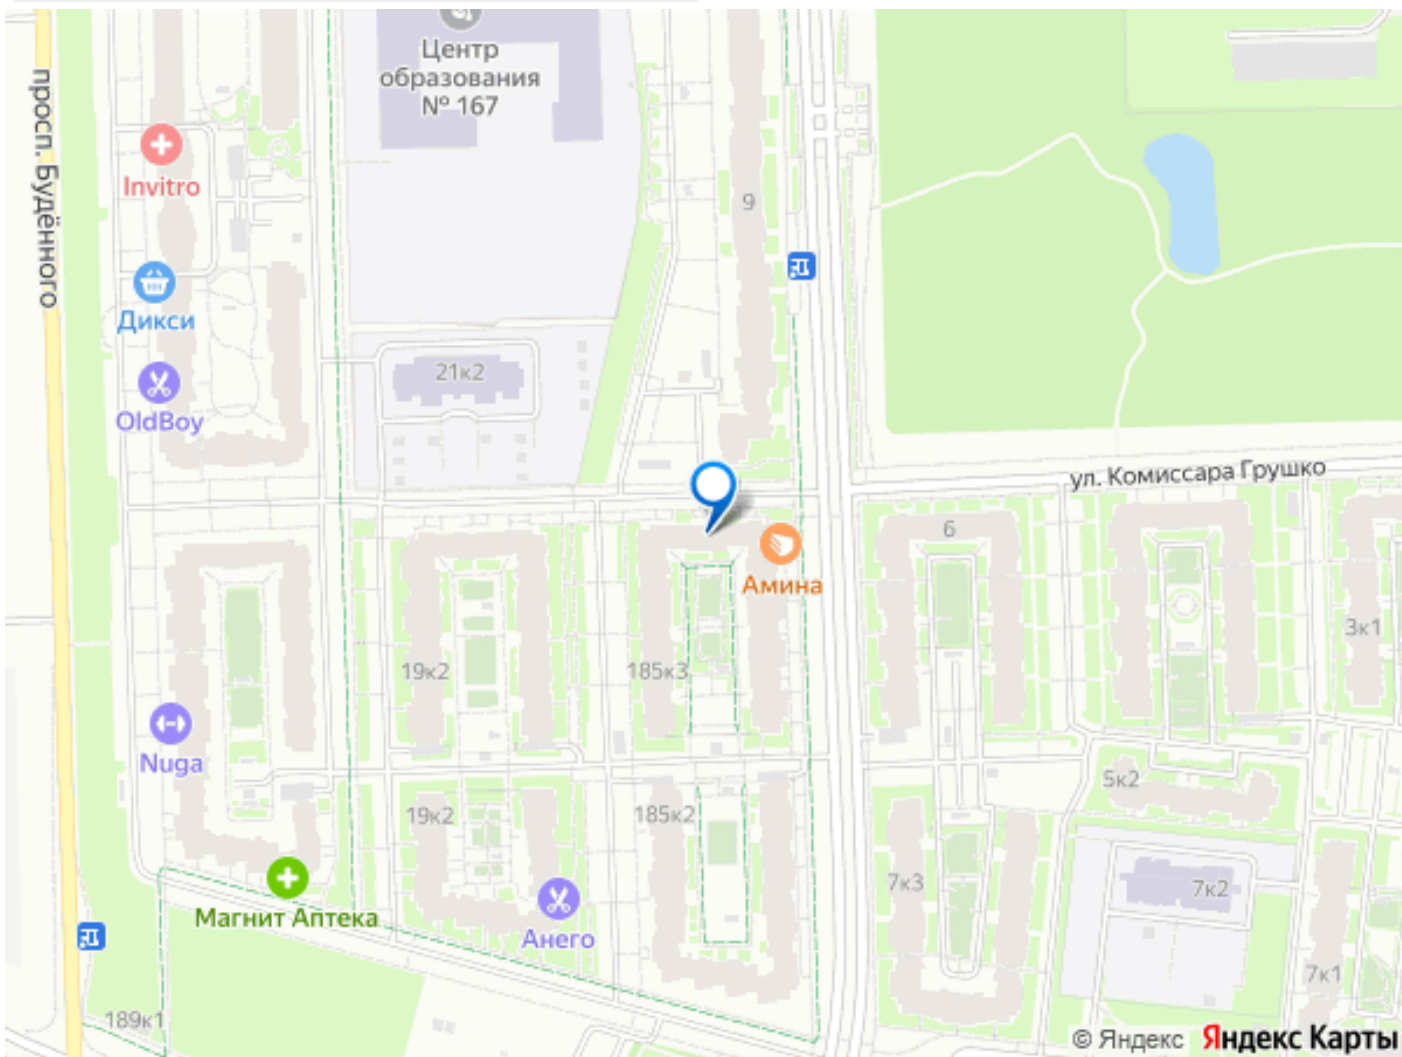 Центр
образования
№ 167
просп. Будённого
Invitro
9
Дикси
21к2
OldBoy
ул. Комиссара Грушко
6
Амина
3к1
19к2
185к3
Nuga
5к2
19к2
185к2
7к3
7к2
Магнит Аптека
Анего
7к1
189к1
© Яндекс Яндекс Карты